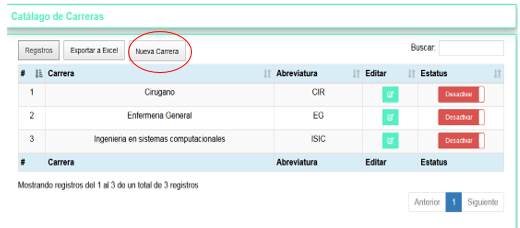 Catálago de Carreras
Registros Exportar a Excel Nueva Carrera Buscar:
# Carrera Abreviatura Editar Estatus
1 Cirugano CIR Desactivar
2 Enfermeria General EG Desactivar
3 Ingenieria en sistemas computacionales ISIC Desactivar
# Carrera Abreviatura Editar Estatus
Mostrando registros del 1 al 3 de un total de 3 registros
Anterior 1 Siguiente